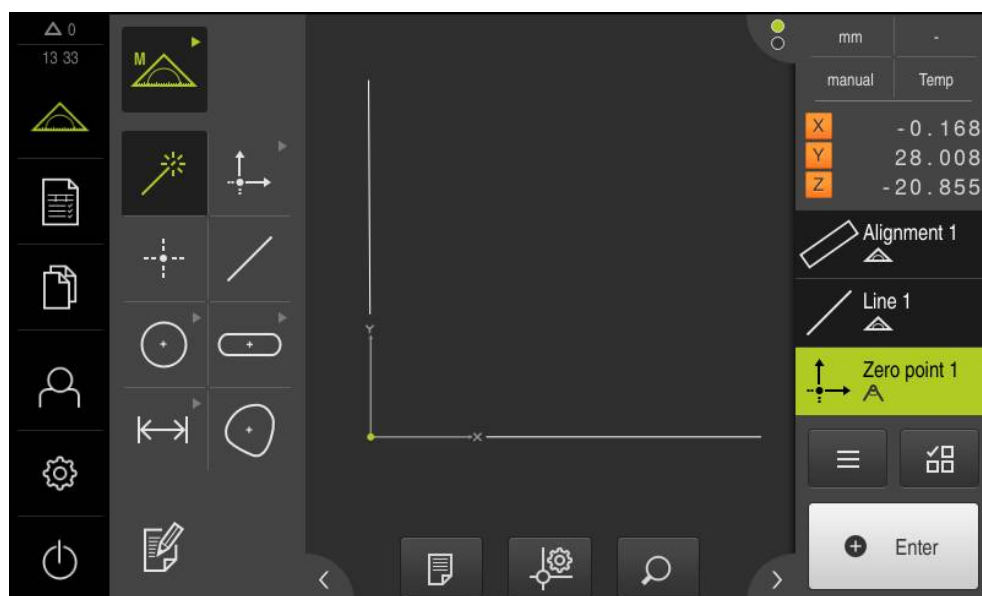 0
13 33
M
mm
-
manual
Temp
X
-0.168
Y
28.008
Z
-20.855
Alignment 1
Line 1
Zero point 1
Y
X
Enter